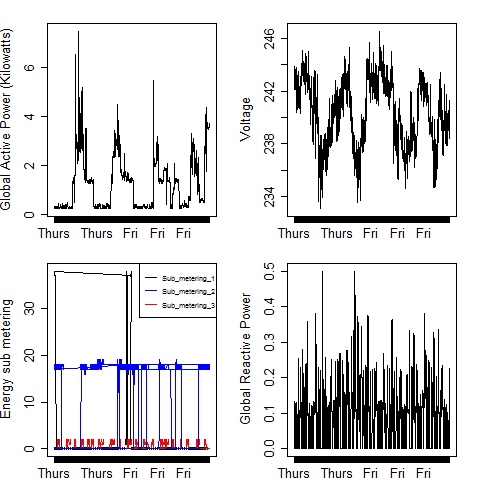 Global Active Power (Kilowatts)
0
2
4
6
Thurs Thurs Fri Fri Fri
Voltage
234
238
242
246
Thurs Thurs Fri Fri Fri
Energy sub metering
0
10
20
30
Sub_metering_1
Sub_metering_2
Sub_metering_3
Thurs Thurs Fri Fri Fri
Global Reactive Power
0.0
0.1
0.2
0.3
0.4
0.5
Thurs Thurs Fri Fri Fri